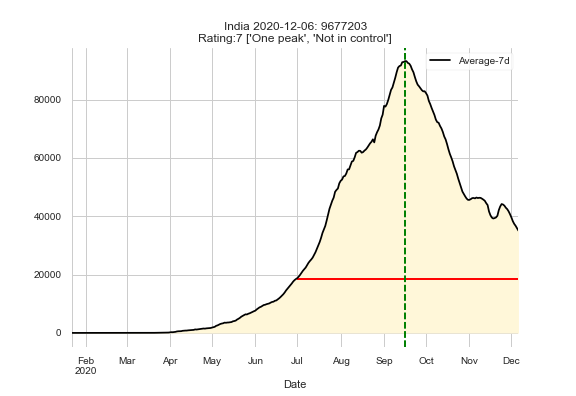 India 2020-12-06: 9677203
Rating:7 ['One peak', 'Not in control']
Average-7d
80000
60000
40000
20000
0
Feb Mar Apr May Jun Jul Aug Sep Oct Nov Dec
2020
Date